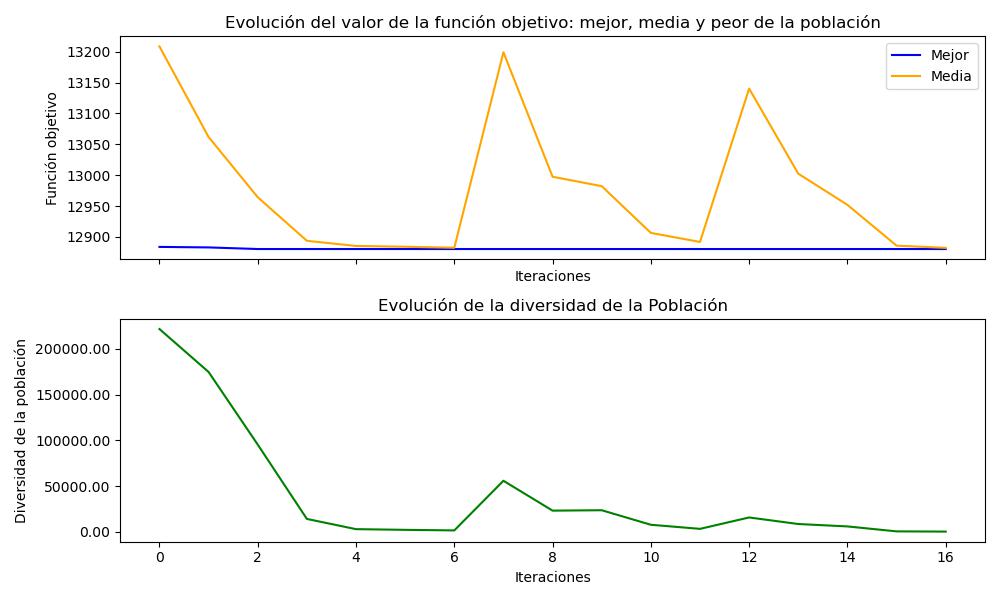 Evolución del valor de la función objetivo: mejor, media y peor de la población
13200
13150
13100
13050
13000
12950
12900
Función objetivo
Mejor
Media
Iteraciones
Evolución de la diversidad de la Población
200000.00
150000.00
100000.00
50000.00
0.00
Diversidad de la población
0 2 4 6 8 10 12 14 16
Iteraciones